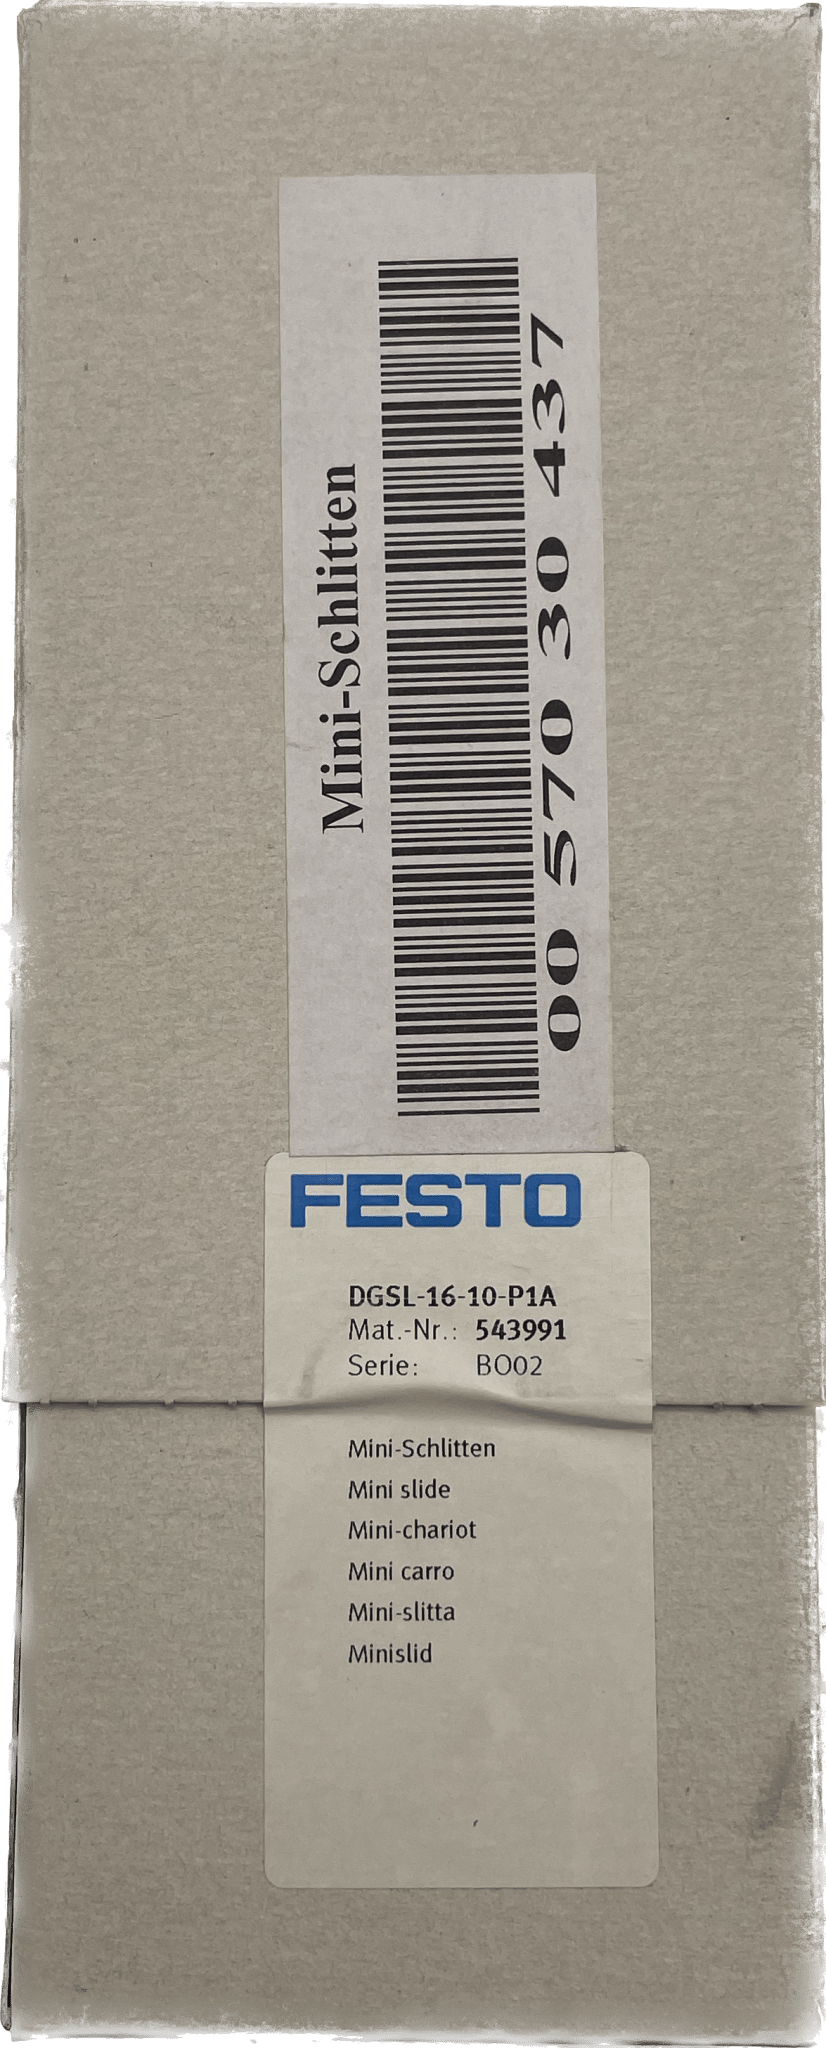 Mini-Schlitten
00 570 30 437
FESTO
DGSL-16-10-P1A
Mat.-Nr.: 543991
Serie: BO02
Mini-Schlitten
Mini slide
Mini-chariot
Mini carro
Mini-slitta
Minislid